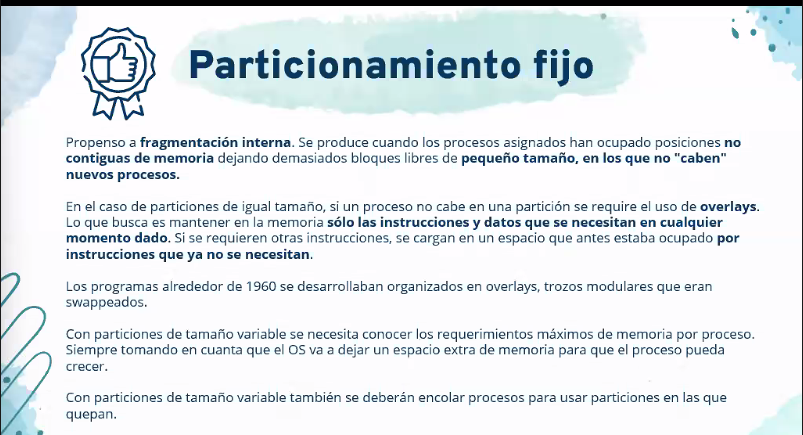 Particionamiento fijo
Propenso a fragmentación interna. Se produce cuando los procesos asignados han ocupado posiciones no
contiguas de memoria dejando demasiados bloques libres de pequeño tamaño, en los que no "caben"
nuevos procesos.
En el caso de particiones de igual tamaño, si un proceso no cabe en una partición se require el uso de overlays.
Lo que busca es mantener en la memoria sólo las instrucciones y datos que se necesitan en cualquier
momento dado. Si se requieren otras instrucciones, se cargan en un espacio que antes estaba ocupado por
instrucciones que ya no se necesitan.
Los programas alrededor de 1960 se desarrollaban organizados en overlays, trozos modulares que eran
swappeados.
Con particiones de tamaño variable se necesita conocer los requerimientos máximos de memoria por proceso.
Siempre tomando en cuanta que el OS va a dejar un espacio extra de memoria para que el proceso pueda
crecer.
Con particiones de tamaño variable también se deberán encolar procesos para usar particiones en las que
quepan.